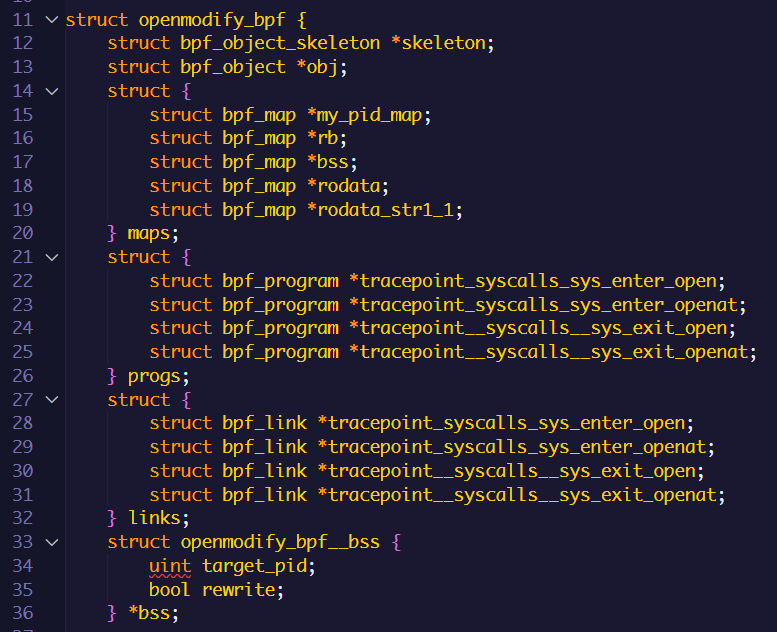 11 struct openmodify_bpf {
12     struct bpf_object_skeleton *skeleton;
13     struct bpf_object *obj;
14     struct {
15         struct bpf_map *my_pid_map;
16         struct bpf_map *rb;
17         struct bpf_map *bss;
18         struct bpf_map *rodata;
19         struct bpf_map *rodata_str1_1;
20     } maps;
21     struct {
22         struct bpf_program *tracepoint_syscalls_sys_enter_open;
23         struct bpf_program *tracepoint_syscalls_sys_enter_openat;
24         struct bpf_program *tracepoint__syscalls__sys_exit_open;
25         struct bpf_program *tracepoint__syscalls__sys_exit_openat;
26     } progs;
27     struct {
28         struct bpf_link *tracepoint_syscalls_sys_enter_open;
29         struct bpf_link *tracepoint_syscalls_sys_enter_openat;
30         struct bpf_link *tracepoint__syscalls__sys_exit_open;
31         struct bpf_link *tracepoint__syscalls__sys_exit_openat;
32     } links;
33     struct openmodify_bpf__bss {
34         uint target_pid;
35         bool rewrite;
36     } *bss;